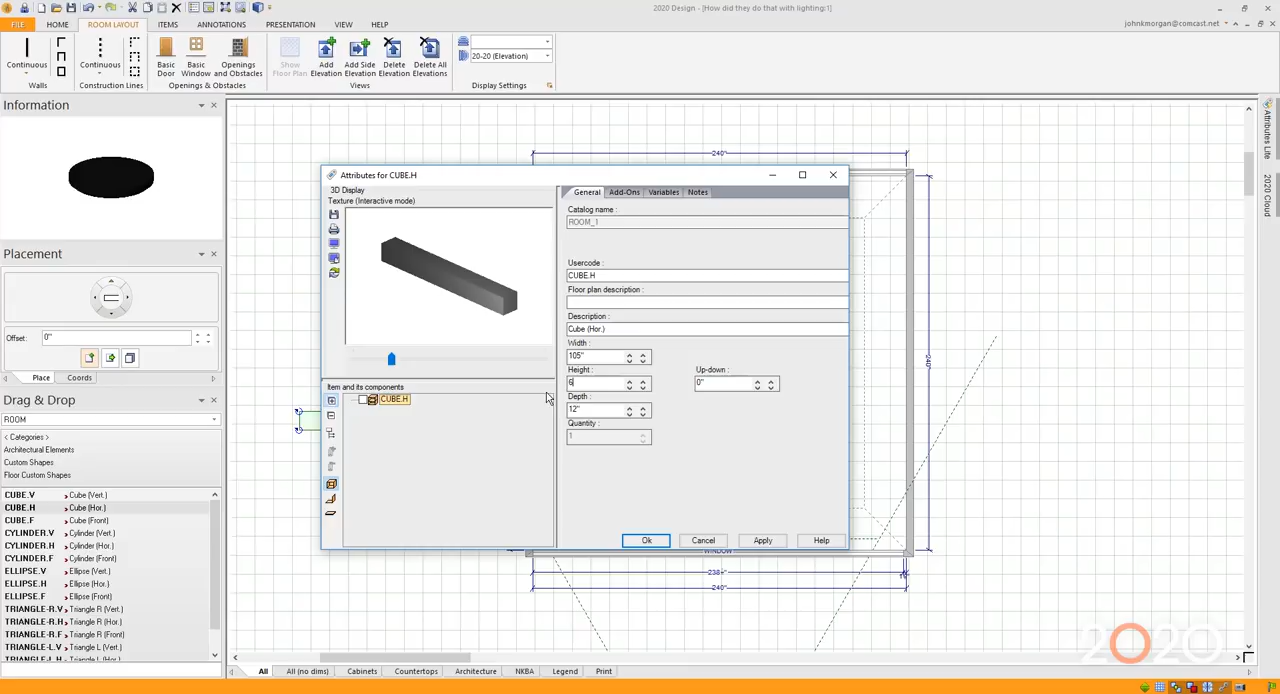 2020 Design - [How did they do that with lighting:1]
FILE HOME ROOM LAYOUT ITEMS ANNOTATIONS PRESENTATION VIEW HELP
johnkmorgan@comcast.net
Continuous Continuous Basic Door Basic Window Openings and Obstacles Show Floor Plan Add Elevation Add Side Elevation Delete Elevation Delete All Elevations 20-20 (Elevation)
Walls Construction Lines Openings & Obstacles Views Display Settings
Information
Placement
Offset: 0"
Place Coords
Drag & Drop
ROOM
< Categories >
Architectural Elements
Custom Shapes
Floor Custom Shapes
CUBE.V Cube (Vert.)
CUBE.H Cube (Hor.)
CUBE.F Cube (Front)
CYLINDER.V Cylinder (Vert.)
CYLINDER.H Cylinder (Hor.)
CYLINDER.F Cylinder (Front)
ELLIPSE.V Ellipse (Vert.)
ELLIPSE.H Ellipse (Hor.)
ELLIPSE.F Ellipse (Front)
TRIANGLE-R.V Triangle R (Vert.)
TRIANGLE-R.H Triangle R (Hor.)
TRIANGLE-R.F Triangle R (Front)
TRIANGLE-L.V Triangle L (Vert.)
TRIANGLE-L.H Triangle L (Hor.)
240"
Attributes for CUBE.H
3D Display
Texture (Interactive mode)
Item and its components
CUBE.H
General Add-Ons Variables Notes
Catalog name :
ROOM_1
Usercode :
CUBE.H
Floor plan description :
Description :
Cube (Hor.)
Width :
105"
Height : Up-down :
6 0"
Depth :
12"
Quantity :
1
Ok Cancel Apply Help
240"
WINDOW
240"
All All (no dims) Cabinets Countertops Architecture NKBA Legend Print
Attributes Lite
2020 Cloud
2020